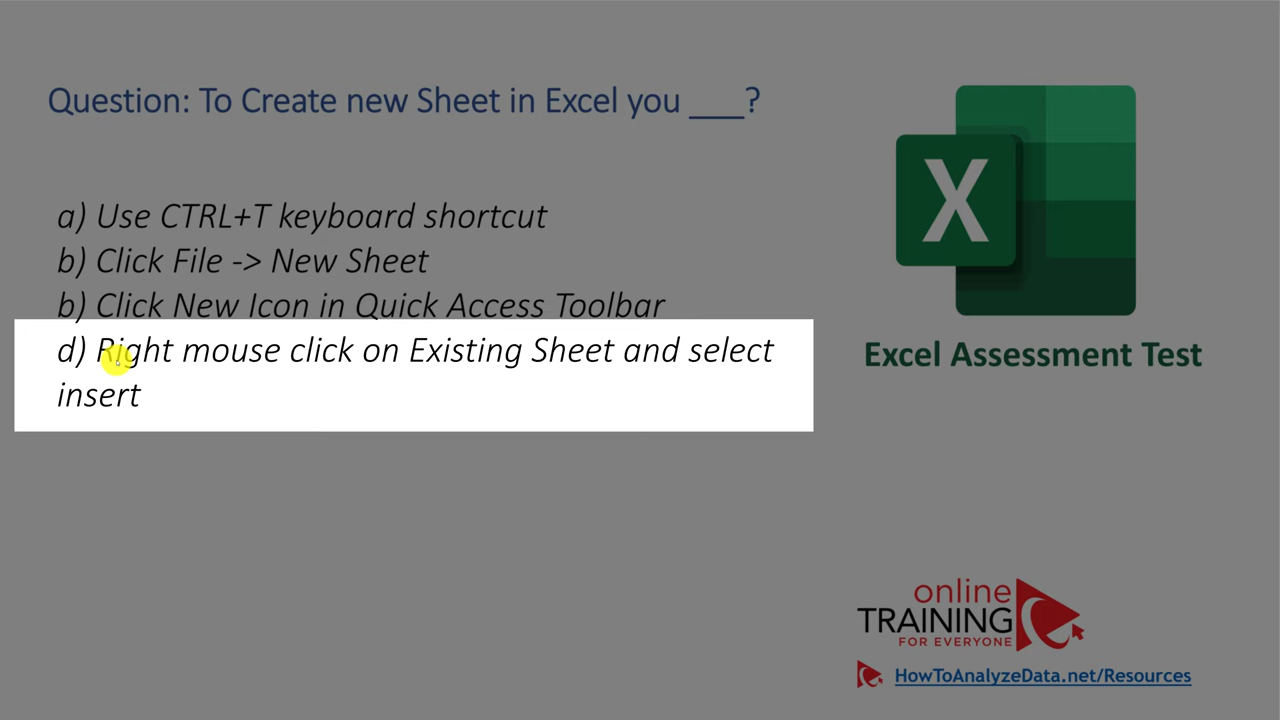 Question: To Create new Sheet in Excel you ___?
a) Use CTRL+T keyboard shortcut
b) Click File -> New Sheet
b) Click New Icon in Quick Access Toolbar
d) Right mouse click on Existing Sheet and select
insert
X
Excel Assessment Test
online
TRAINING
FOR EVERYONE
HowToAnalyzeData.net/Resources